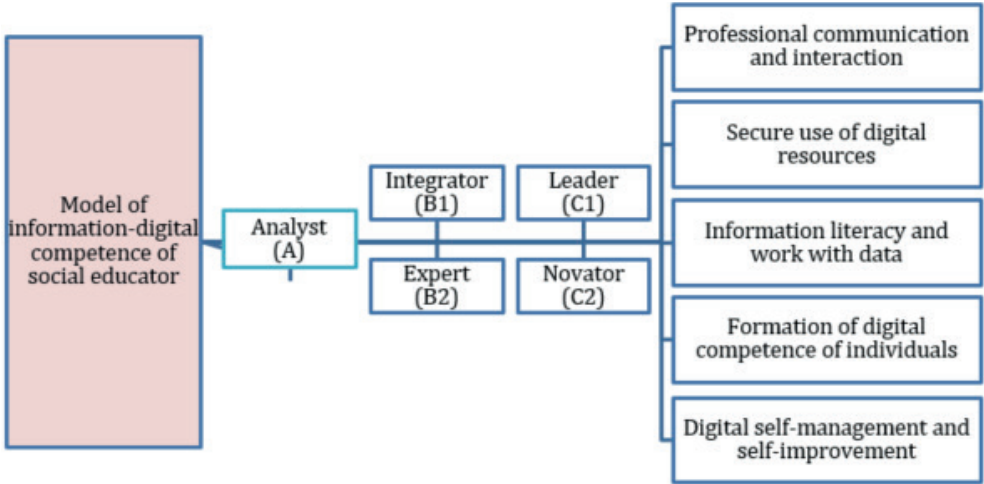 Model of
information-digital
competence of
social educator
Analyst
(A)
Integrator
(B1)
Leader
(C1)
Expert
(B2)
Novator
(C2)
Professional communication
and interaction
Secure use of digital
resources
Information literacy and
work with data
Formation of digital
competence of individuals
Digital self-management and
self-improvement